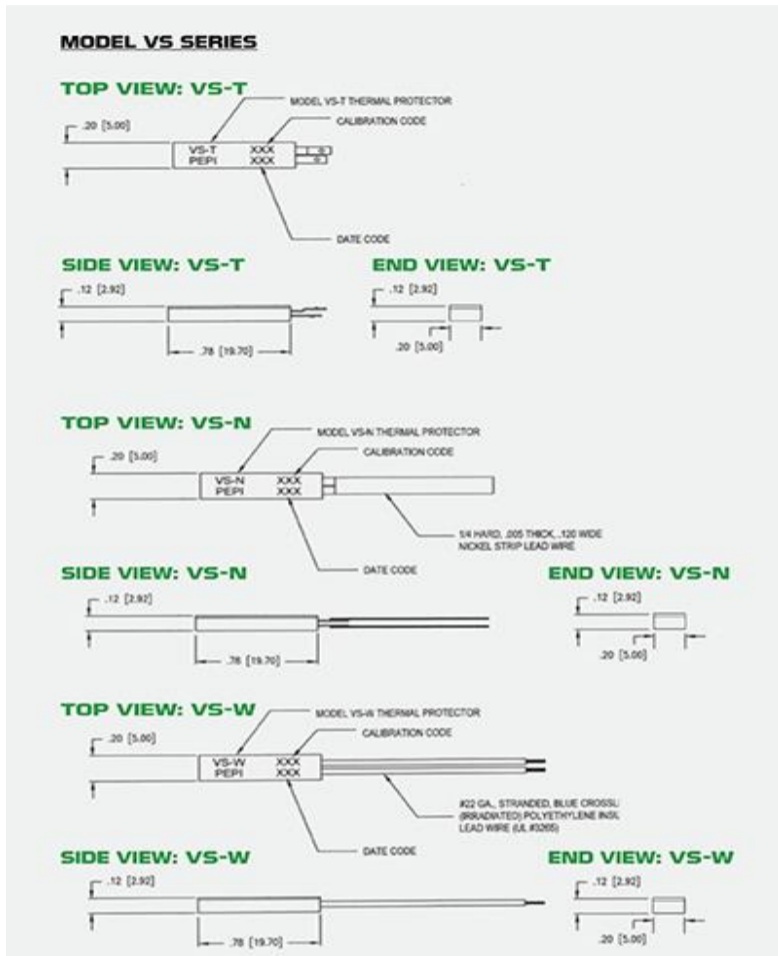 MODEL VS SERIES
TOP VIEW: VS-T
MODEL VS-T THERMAL PROTECTOR
CALIBRATION CODE
.20 [5.00]
VS-T XXX
PEPI XXX
DATE CODE
SIDE VIEW: VS-T
END VIEW: VS-T
.12 [2.92]
.12 [2.92]
.20 [5.00]
.78 [19.70]
TOP VIEW: VS-N
MODEL VS-N THERMAL PROTECTOR
CALIBRATION CODE
.20 [5.00]
VS-N XXX
PEPI XXX
1/4 HARD, .005 THICK, .120 WIDE
NICKEL STRIP LEAD WIRE
DATE CODE
SIDE VIEW: VS-N
END VIEW: VS-N
.12 [2.92]
.12 [2.92]
.20 [5.00]
.78 [19.70]
TOP VIEW: VS-W
MODEL VS-W THERMAL PROTECTOR
CALIBRATION CODE
.20 [5.00]
VS-W XXX
PEPI XXX
#22 GA., STRANDED, BLUE CROSSL
(IRRADIATED) POLYETHYLENE INSL
LEAD WIRE (UL #3265)
DATE CODE
SIDE VIEW: VS-W
END VIEW: VS-W
.12 [2.92]
.12 [2.92]
.20 [5.00]
.78 [19.70]